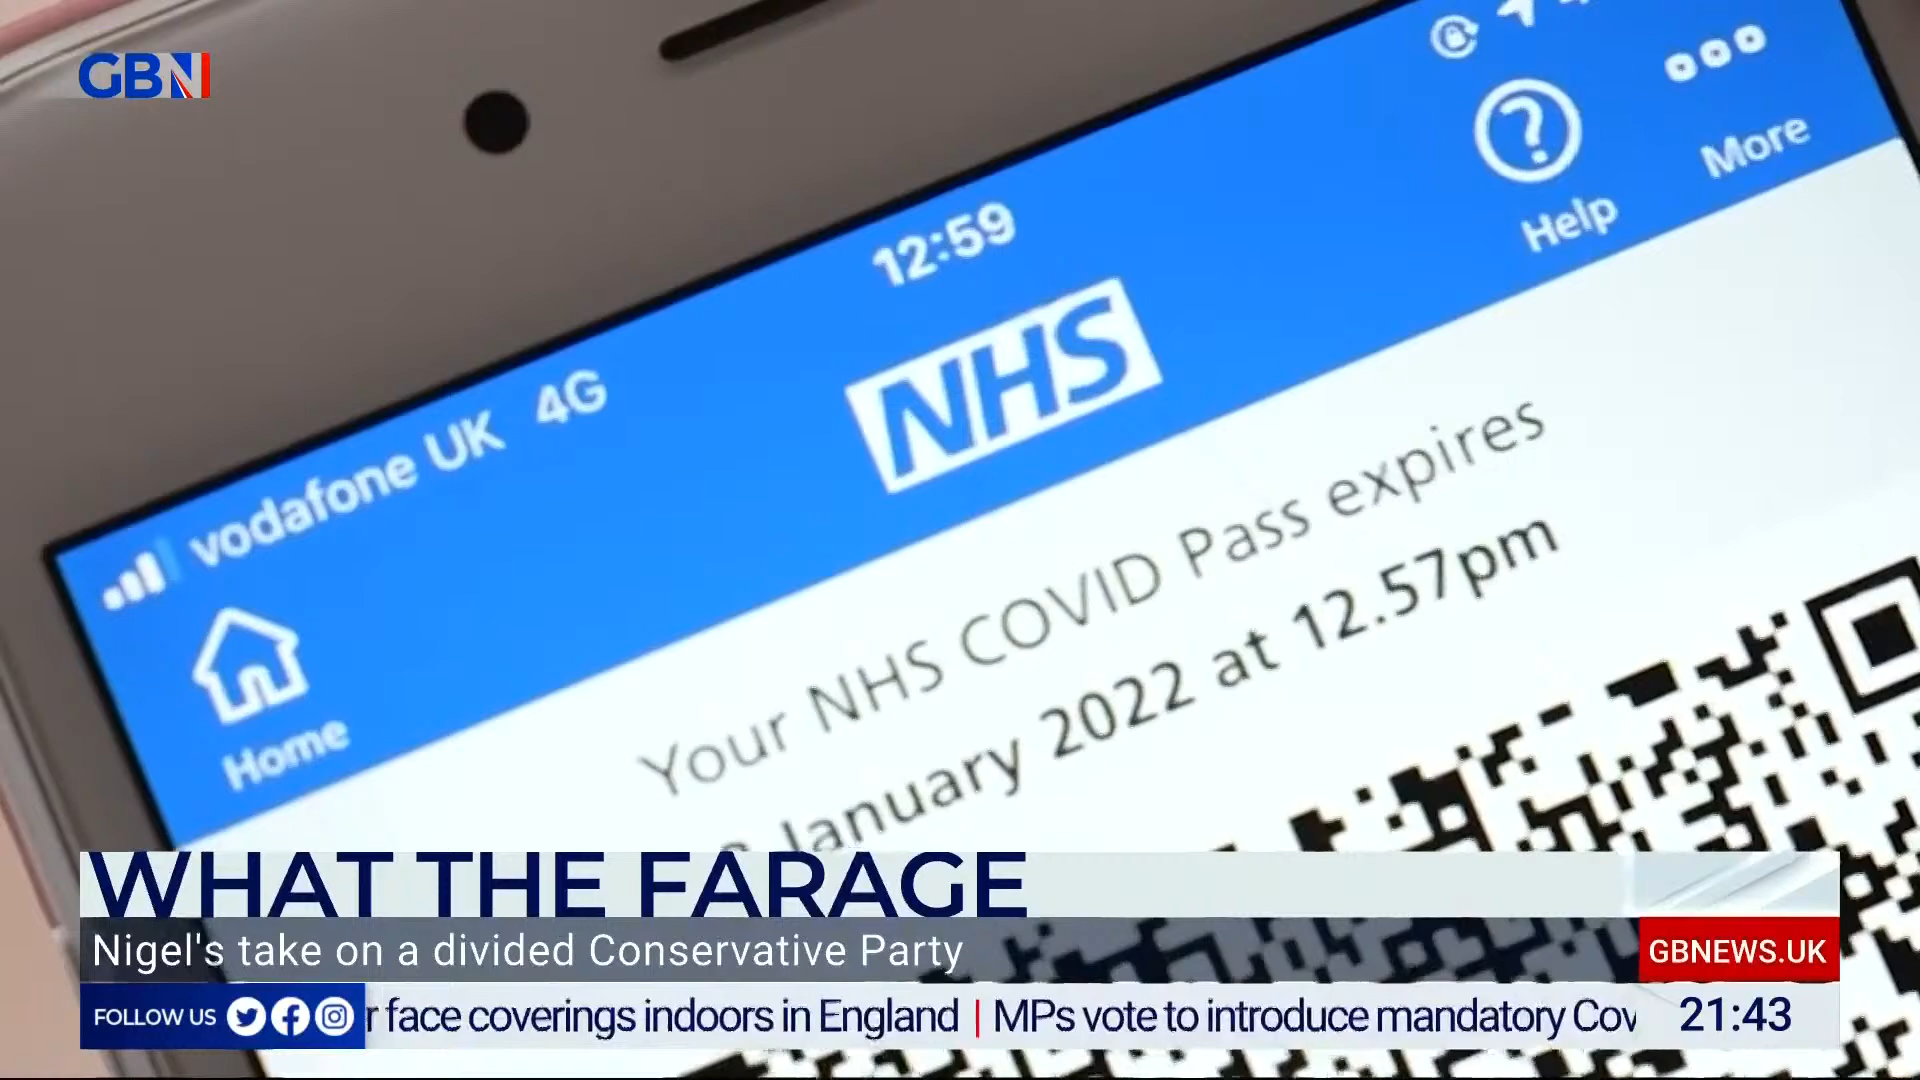 GBN
12:59
vodafone UK 4G
NHS
Help
More
Home
Your NHS COVID Pass expires
January 2022 at 12.57pm
WHAT THE FARAGE
Nigel's take on a divided Conservative Party
GBNEWS.UK
FOLLOW US
face coverings indoors in England | MPs vote to introduce mandatory Cov
21:43